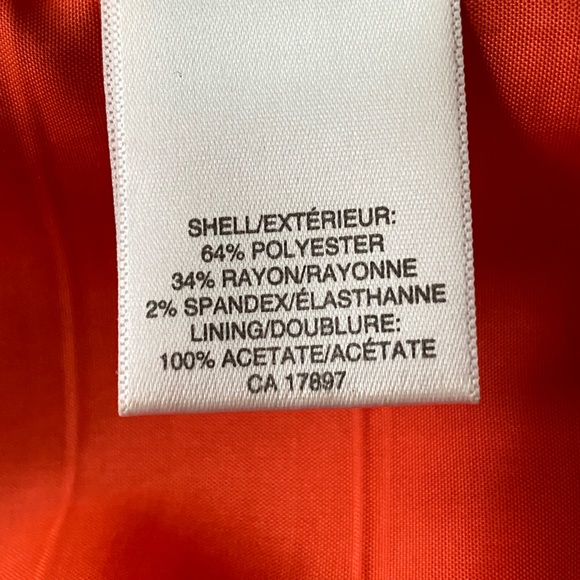 SHELL/EXTÉRIEUR:
64% POLYESTER
34% RAYON/RAYONNE
2% SPANDEX/ÉLASTHANNE
LINING/DOUBLURE:
100% ACETATE/ACÉTATE
CA 17897